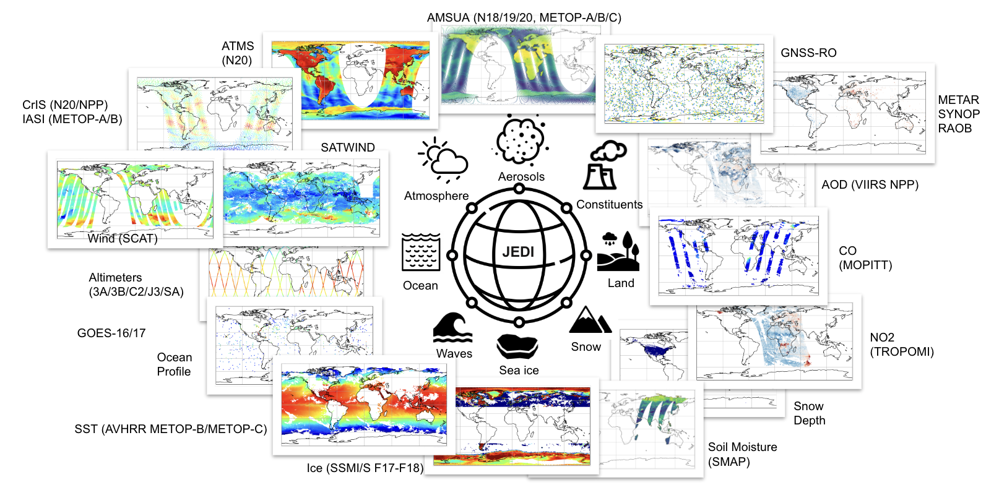 AMSUA (N18/19/20, METOP-A/B/C)
ATMS
(N20)
GNSS-RO
CrIS (N20/NPP)
IASI (METOP-A/B)
METAR
SYNOP
RAOB
SATWIND
Aerosols
Atmosphere
Constituents
AOD (VIIRS NPP)
Wind (SCAT)
JEDI
CO
(MOPITT)
Altimeters
(3A/3B/C2/J3/SA)
Ocean
Land
GOES-16/17
NO2
(TROPOMI)
Ocean
Profile
Waves
Snow
Sea ice
Snow
Depth
SST (AVHRR METOP-B/METOP-C)
Soil Moisture
(SMAP)
Ice (SSMI/S F17-F18)